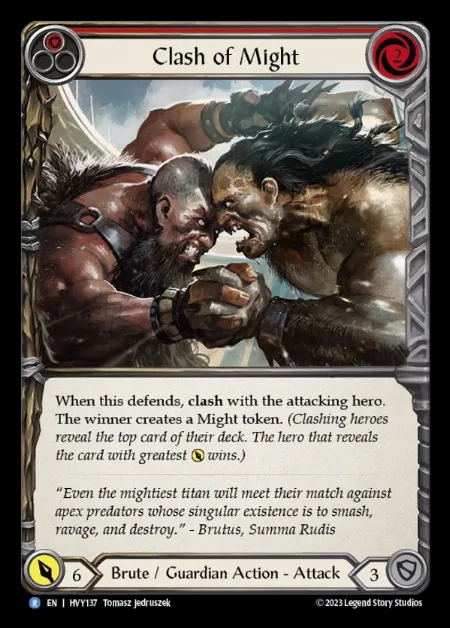 Clash of Might
2
When this defends, clash with the attacking hero.
The winner creates a Might token. (Clashing heroes
reveal the top card of their deck. The hero that reveals
the card with greatest wins.)
“Even the mightiest titan will meet their match against
apex predators whose singular existence is to smash,
ravage, and destroy.” - Brutus, Summa Rudis
6
Brute / Guardian Action - Attack
3
R EN | HVY137 Tomasz Jedruszek
© 2023 Legend Story Studios